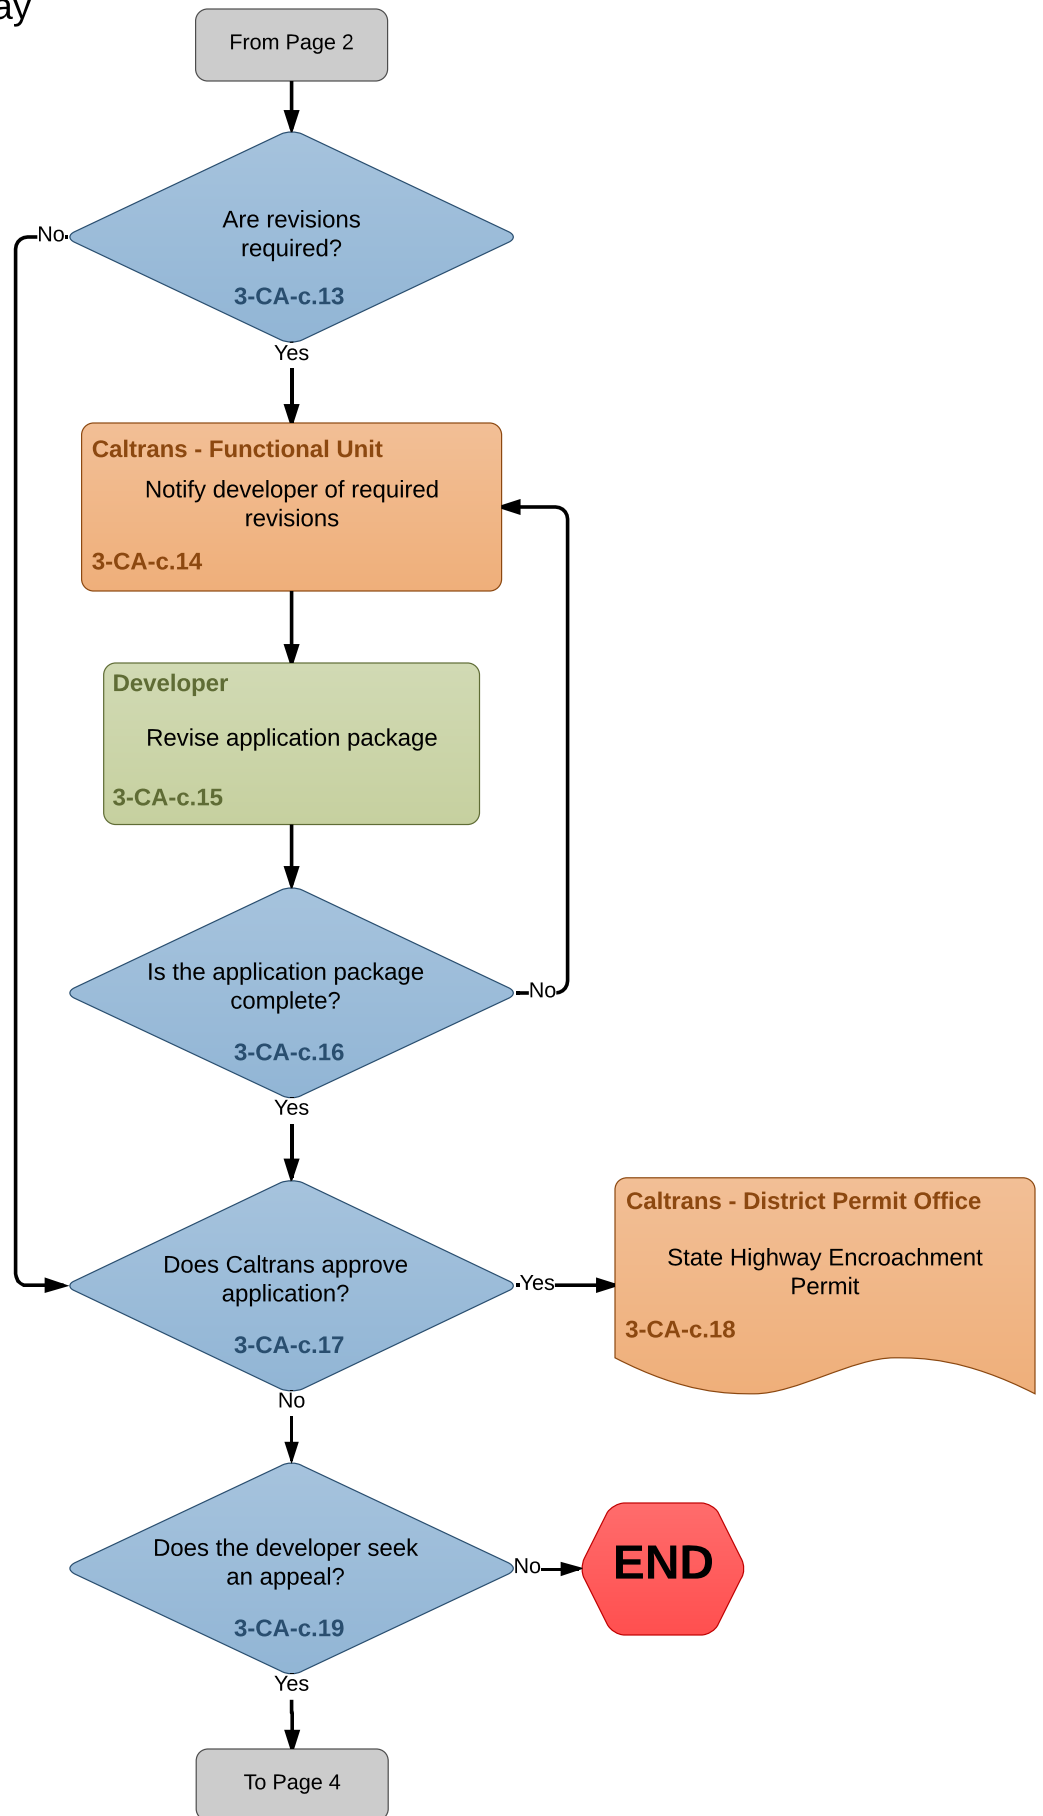 From Page 2
Are revisions
required?
3-CA-c.13
No
Yes
Caltrans - Functional Unit
Notify developer of required
revisions
3-CA-c.14
Developer
Revise application package
3-CA-c.15
Is the application package
complete?
3-CA-c.16
No
Yes
Does Caltrans approve
application?
3-CA-c.17
Yes
Caltrans - District Permit Office
State Highway Encroachment
Permit
3-CA-c.18
No
Does the developer seek
an appeal?
3-CA-c.19
No
END
Yes
To Page 4